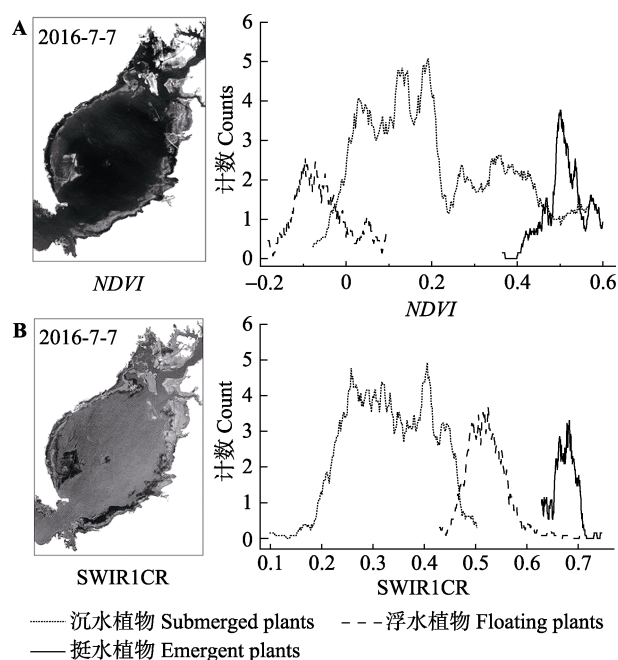 A
2016-7-7
NDVI
计数 Counts
6
5
4
3
2
1
0
−0.2 0 0.2 0.4 0.6
NDVI
B
2016-7-7
SWIR1CR
计数 Count
6
5
4
3
2
1
0
0.1 0.2 0.3 0.4 0.5 0.6 0.7
SWIR1CR
沉水植物 Submerged plants
浮水植物 Floating plants
挺水植物 Emergent plants